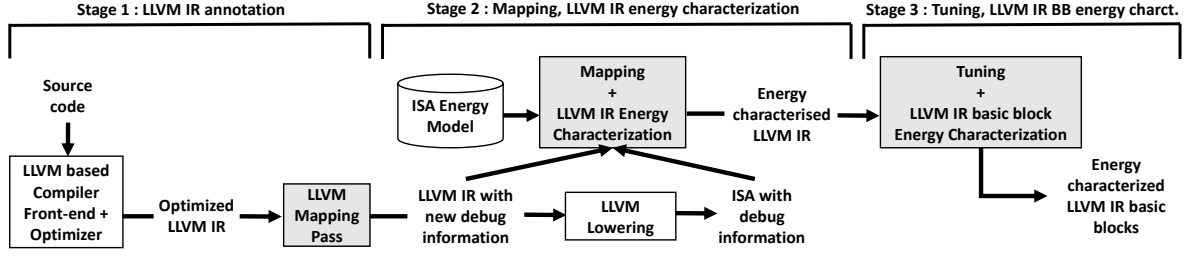 Stage 1 : LLVM IR annotation
Stage 2 : Mapping, LLVM IR energy characterization
Stage 3 : Tuning, LLVM IR BB energy charct.
Source
code
LLVM based
Compiler
Front-end +
Optimizer
Optimized
LLVM IR
LLVM
Mapping
Pass
ISA Energy
Model
Mapping
+
LLVM IR Energy
Characterization
Energy
characterised
LLVM IR
LLVM IR with
new debug
information
LLVM
Lowering
ISA with
debug
information
Tuning
+
LLVM IR basic block
Energy Characterization
Energy
characterized
LLVM IR basic
blocks